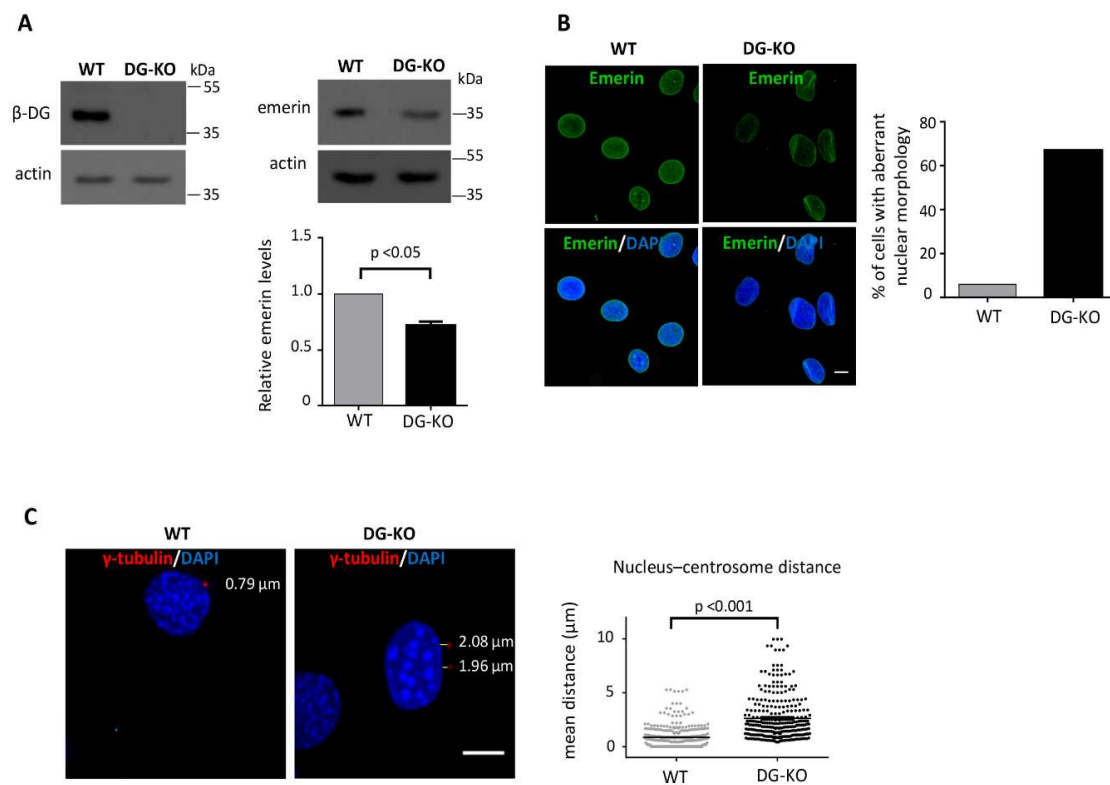 A
WT DG-KO kDa
β-DG
55
35
actin
35
WT DG-KO kDa
emerin
35
actin
55
35
Relative emerin levels
1.5
1.0
0.5
0
p <0.05
WT DG-KO
B
WT DG-KO
Emerin Emerin
Emerin/DAPI Emerin/DAPI
% of cells with aberrant
nuclear morphology
80
60
40
20
0
WT DG-KO
C
WT DG-KO
γ-tubulin/DAPI γ-tubulin/DAPI
0.79 µm
2.08 µm
1.96 µm
Nucleus–centrosome distance
p <0.001
mean distance (µm)
10
5
0
WT DG-KO